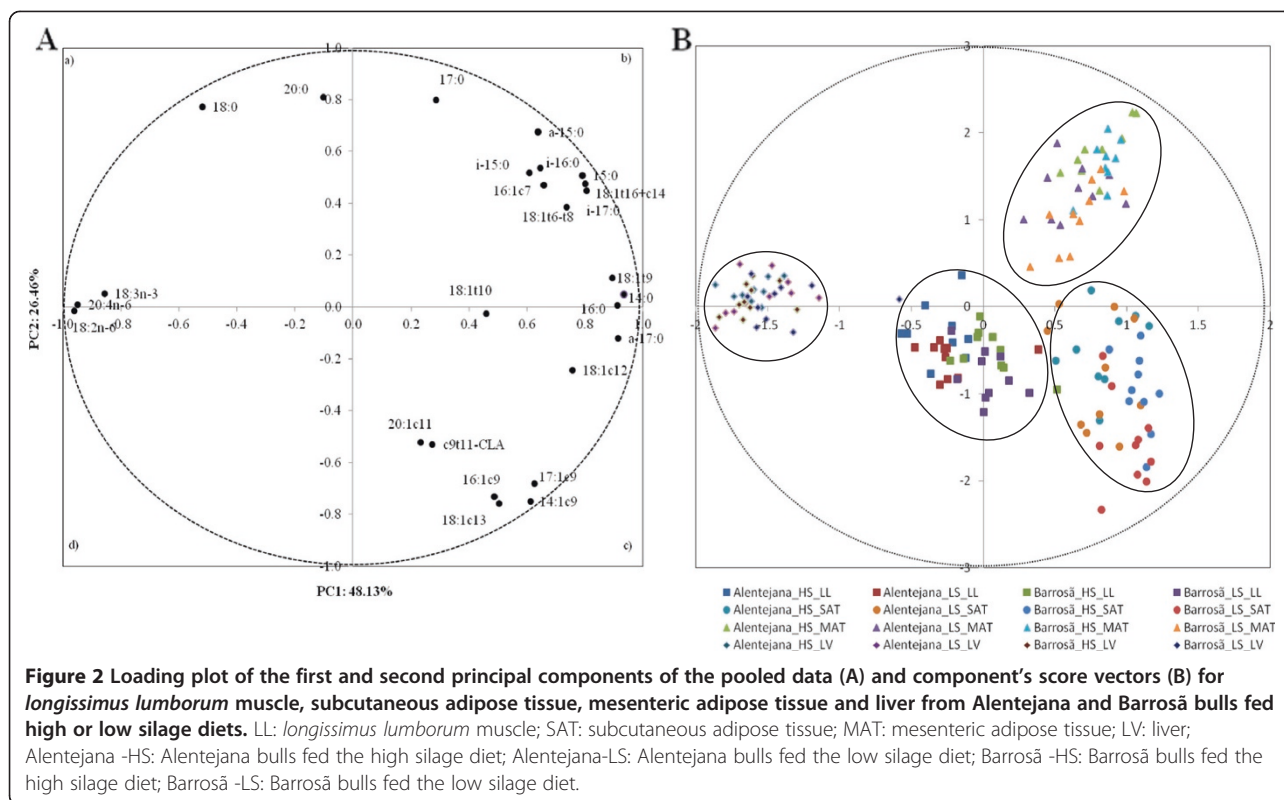 A
B
a)
b)
1.0
17:0
20:0
18:0
0.8
a-15:0
0.6
i-15:0
i-16:0
15:0
16:1c7
18:1t16+c14
0.4
18:1t6-t8
i-17:0
0.2
18:3n-3
18:1t10
18:1t9
20:4n-6
0.0
16:0
14:0
18:2n-6
-1.0 -0.8 -0.6 -0.4 -0.2 0.0 0.2 0.4 0.6 0.8 1.0
a-17:0
-0.2
18:1c12
-0.4
20:1c11
c9t11-CLA
-0.6
16:1c9
17:1c9
-0.8
18:1c13
14:1c9
d)
-1.0
c)
PC2: 26.46%
PC1: 48.13%
3
2
1
0
-2 -1.5 -1 -0.5 0 0.5 1 1.5 2
-1
-2
-3
Alentejana_HS_LL Alentejana_LS_LL Barrosã_HS_LL Barrosã_LS_LL
Alentejana_HS_SAT Alentejana_LS_SAT Barrosã_HS_SAT Barrosã_LS_SAT
Alentejana_HS_MAT Alentejana_LS_MAT Barrosã_HS_MAT Barrosã_LS_MAT
Alentejana_HS_LV Alentejana_LS_LV Barrosã_HS_LV Barrosã_LS_LV
Figure 2 Loading plot of the first and second principal components of the pooled data (A) and component's score vectors (B) for
longissimus lumborum muscle, subcutaneous adipose tissue, mesenteric adipose tissue and liver from Alentejana and Barrosã bulls fed
high or low silage diets. LL: longissimus lumborum muscle; SAT: subcutaneous adipose tissue; MAT: mesenteric adipose tissue; LV: liver;
Alentejana -HS: Alentejana bulls fed the high silage diet; Alentejana-LS: Alentejana bulls fed the low silage diet; Barrosã -HS: Barrosã bulls fed the
high silage diet; Barrosã -LS: Barrosã bulls fed the low silage diet.